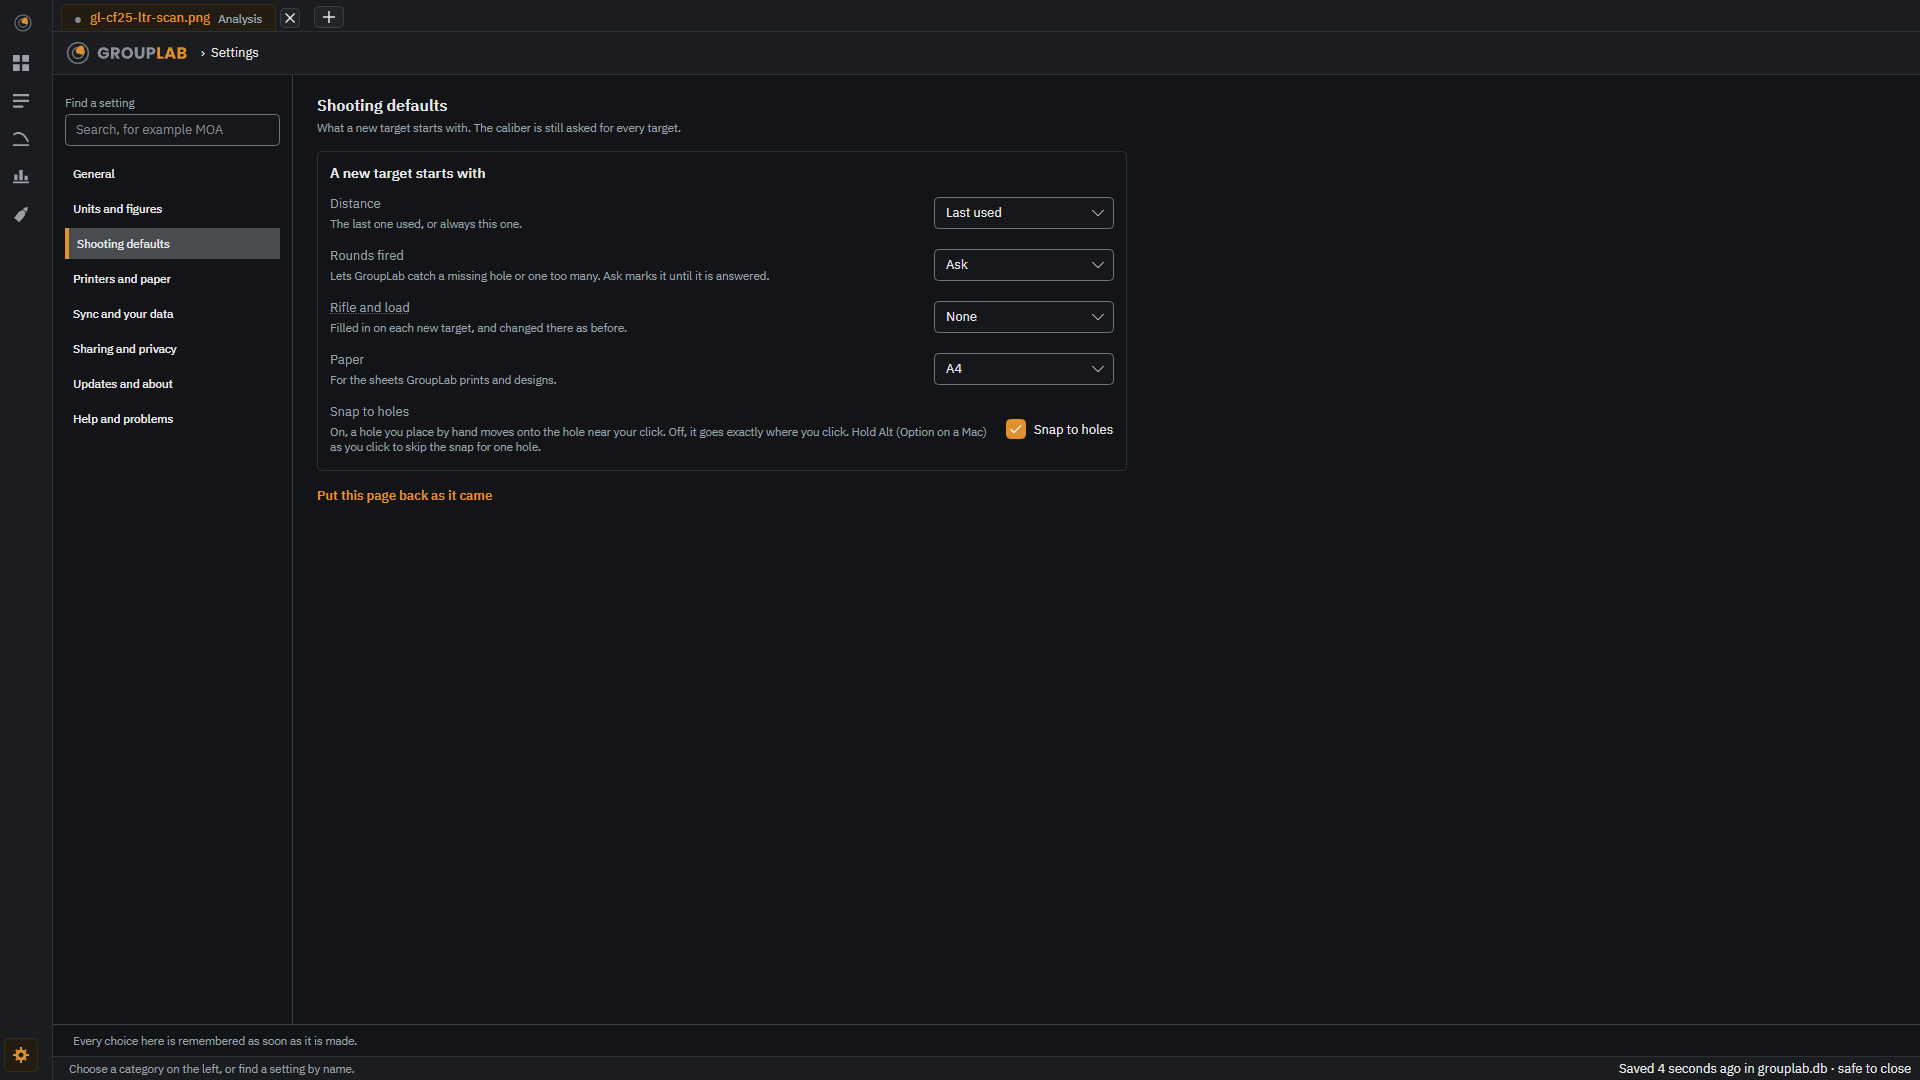 gl-cf25-ltr-scan.png Analysis
GROUPLAB › Settings
Find a setting
Search, for example MOA
General
Units and figures
Shooting defaults
Printers and paper
Sync and your data
Sharing and privacy
Updates and about
Help and problems
Shooting defaults
What a new target starts with. The caliber is still asked for every target.
A new target starts with
Distance
The last one used, or always this one.
Last used
Rounds fired
Lets GroupLab catch a missing hole or one too many. Ask marks it until it is answered.
Ask
Rifle and load
Filled in on each new target, and changed there as before.
None
Paper
For the sheets GroupLab prints and designs.
A4
Snap to holes
On, a hole you place by hand moves onto the hole near your click. Off, it goes exactly where you click. Hold Alt (Option on a Mac)
as you click to skip the snap for one hole.
Snap to holes
Put this page back as it came
Every choice here is remembered as soon as it is made.
Choose a category on the left, or find a setting by name.
Saved 4 seconds ago in grouplab.db · safe to close